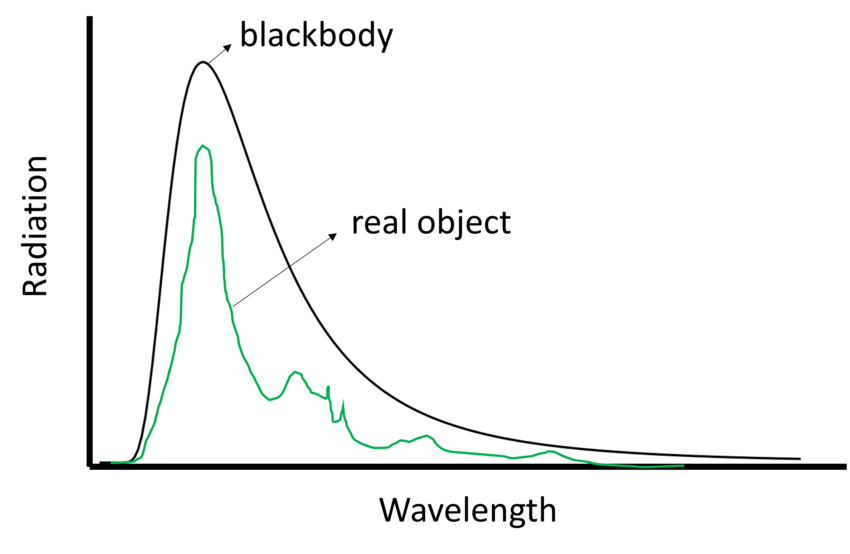 blackbody
real object
Radiation
Wavelength